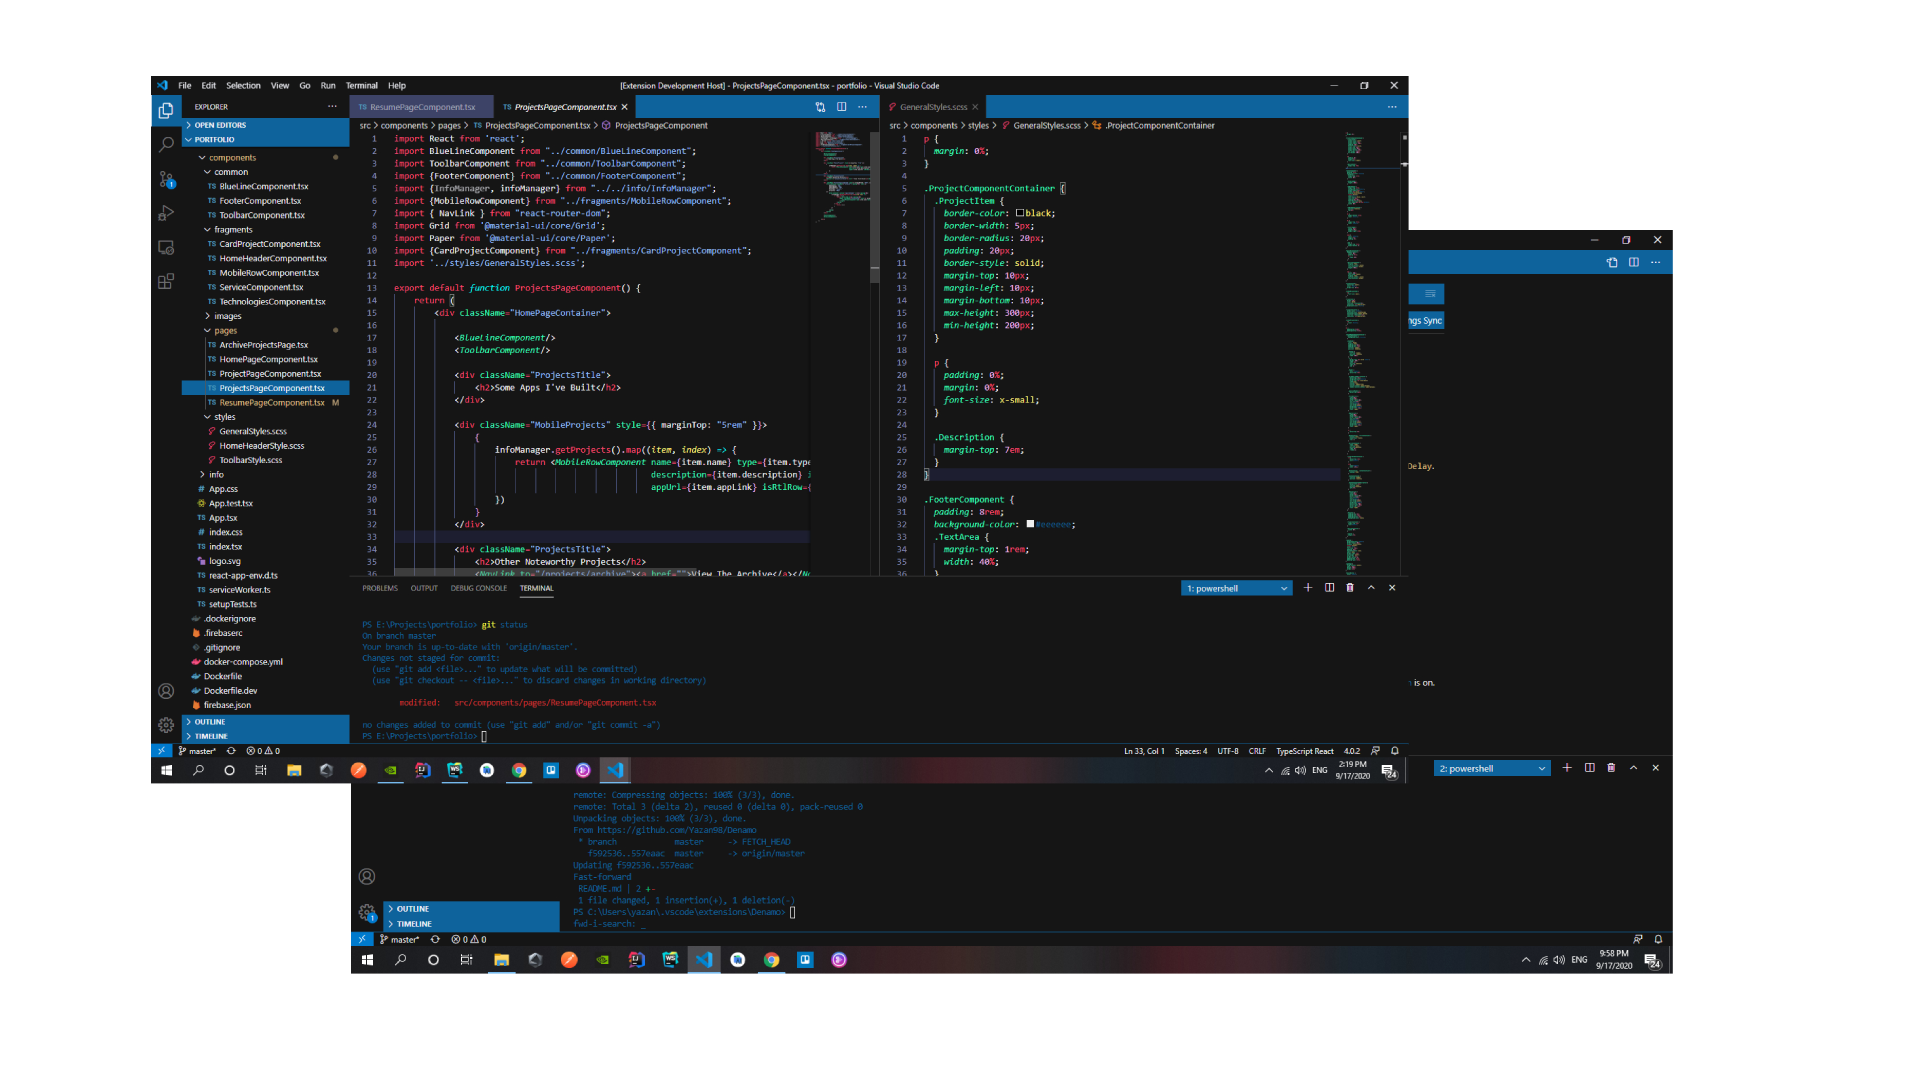 File Edit Selection View Go Run Terminal Help
[Extension Development Host] - ProjectsPageComponent.tsx - portfolio - Visual Studio Code
EXPLORER
OPEN EDITORS
PORTFOLIO
components
common
TS BlueLineComponent.tsx
TS FooterComponent.tsx
TS ToolbarComponent.tsx
fragments
TS CardProjectComponent.tsx
TS HomeHeaderComponent.tsx
TS MobileRowComponent.tsx
TS ServiceComponent.tsx
TS TechnologiesComponent.tsx
images
pages
TS ArchiveProjectsPage.tsx
TS HomePageComponent.tsx
TS ProjectPageComponent.tsx
TS ProjectsPageComponent.tsx
TS ResumePageComponent.tsx M
styles
GeneralStyles.scss
HomeHeaderStyle.scss
ToolbarStyle.scss
info
# App.css
App.test.tsx
TS App.tsx
# index.css
TS index.tsx
logo.svg
TS react-app-env.d.ts
TS serviceWorker.ts
TS setupTests.ts
.dockerignore
.firebaserc
.gitignore
docker-compose.yml
Dockerfile
Dockerfile.dev
firebase.json
OUTLINE
TIMELINE
TS ResumePageComponent.tsx
TS ProjectsPageComponent.tsx
src > components > pages > TS ProjectsPageComponent.tsx > ProjectsPageComponent
1 import React from 'react';
2 import BlueLineComponent from "../common/BlueLineComponent";
3 import ToolbarComponent from "../common/ToolbarComponent";
4 import {FooterComponent} from "../common/FooterComponent";
5 import {InfoManager, infoManager} from "../../info/InfoManager";
6 import {MobileRowComponent} from "../fragments/MobileRowComponent";
7 import { NavLink } from "react-router-dom";
8 import Grid from '@material-ui/core/Grid';
9 import Paper from '@material-ui/core/Paper';
10 import {CardProjectComponent} from "../fragments/CardProjectComponent";
11 import '../styles/GeneralStyles.scss';
12
13 export default function ProjectsPageComponent() {
14 return (
15 <div className="HomePageContainer">
16
17 <BlueLineComponent/>
18 <ToolbarComponent/>
19
20 <div className="ProjectsTitle">
21 <h2>Some Apps I've Built</h2>
22 </div>
23
24 <div className="MobileProjects" style={{ marginTop: "5rem" }}>
25 {
26 infoManager.getProjects().map((item, index) => {
27 return <MobileRowComponent name={item.name} type={item.type
28 description={item.description} i
29 appUrl={item.appLink} isRtlRow={
30 })
31 }
32 </div>
33
34 <div className="ProjectsTitle">
35 <h2>Other Noteworthy Projects</h2>
36 <NavLink to="/projects/archive"><a href="">View The Archive</a></Na
GeneralStyles.scss
src > components > styles > GeneralStyles.scss > .ProjectComponentContainer
1 p {
2 margin: 0%;
3 }
4
5 .ProjectComponentContainer {
6 .ProjectItem {
7 border-color: black;
8 border-width: 5px;
9 border-radius: 20px;
10 padding: 20px;
11 border-style: solid;
12 margin-top: 10px;
13 margin-left: 10px;
14 margin-bottom: 10px;
15 max-height: 300px;
16 min-height: 200px;
17 }
18
19 p {
20 padding: 0%;
21 margin: 0%;
22 font-size: x-small;
23 }
24
25 .Description {
26 margin-top: 7em;
27 }
28 }
29
30 .FooterComponent {
31 padding: 8rem;
32 background-color: #eeeeee;
33 .TextArea {
34 margin-top: 1rem;
35 width: 40%;
36 }
PROBLEMS OUTPUT DEBUG CONSOLE TERMINAL
1: powershell
PS E:\Projects\portfolio> git status
On branch master
Your branch is up-to-date with 'origin/master'.
Changes not staged for commit:
(use "git add <file>..." to update what will be committed)
(use "git checkout -- <file>..." to discard changes in working directory)
modified: src/components/pages/ResumePageComponent.tsx
no changes added to commit (use "git add" and/or "git commit -a")
PS E:\Projects\portfolio>
master* 0 0
Ln 33, Col 1 Spaces: 4 UTF-8 CRLF TypeScript React 4.0.2
ENG 2:19 PM
9/17/2020 24
ngs Sync
Delay.
is on.
2: powershell
remote: Compressing objects: 100% (3/3), done.
remote: Total 3 (delta 2), reused 0 (delta 0), pack-reused 0
Unpacking objects: 100% (3/3), done.
From https://github.com/Yazan98/Denamo
* branch master -> FETCH_HEAD
f592536..557eaac master -> origin/master
Updating f592536..557eaac
Fast-forward
README.md | 2 +-
1 file changed, 1 insertion(+), 1 deletion(-)
PS C:\Users\yazan\.vscode\extensions\Denamo>
fwd-i-search: _
OUTLINE
TIMELINE
master* 0 0
ENG 9:58 PM
9/17/2020 24